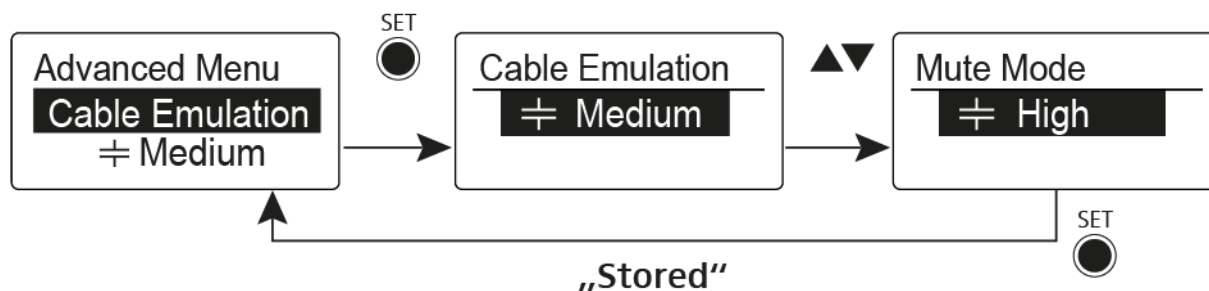 SET
Advanced Menu
Cable Emulation
Medium
Cable Emulation
Medium
Mute Mode
High
SET
„Stored“